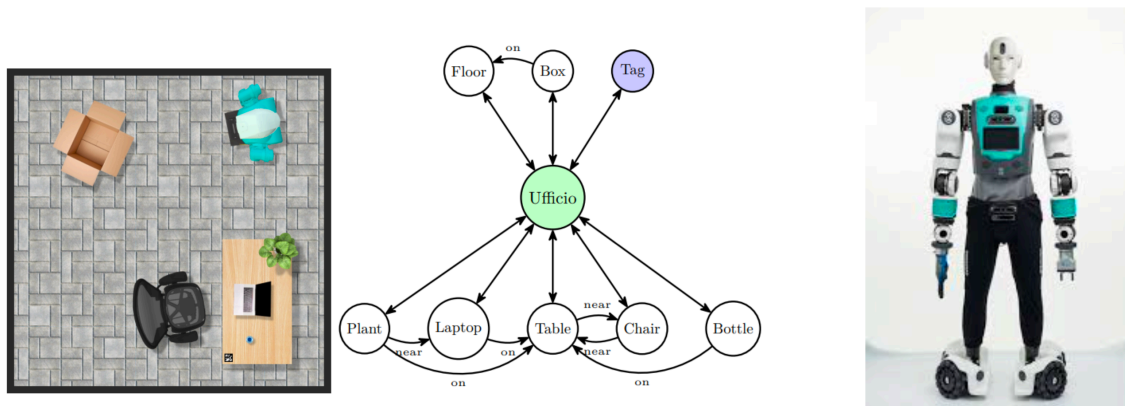 on
Floor
Box
Tag
Ufficio
near
Plant
Laptop
Table
Chair
Bottle
near
on
near
on
on